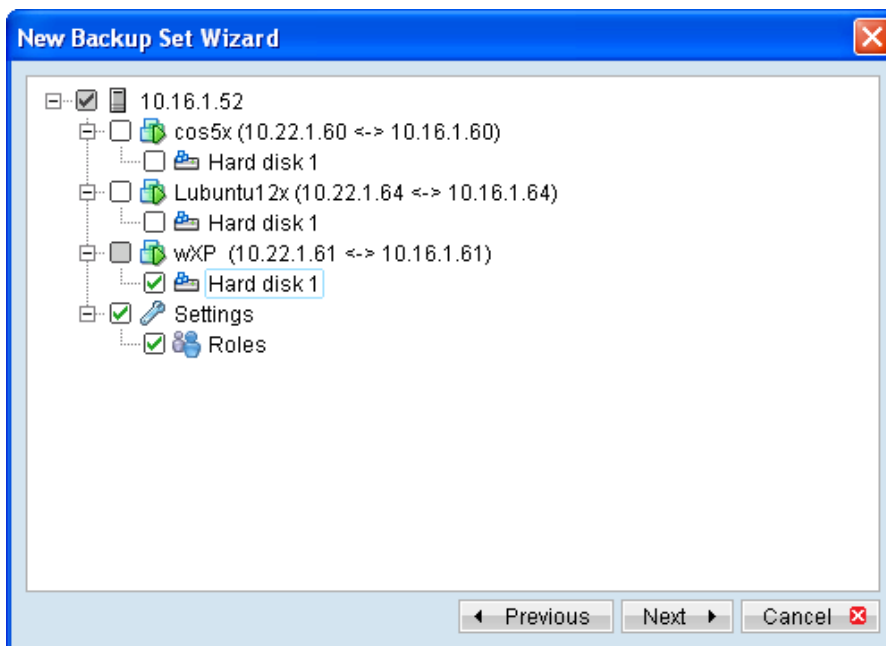 New Backup Set Wizard
10.16.1.52
cos5x (10.22.1.60 <-> 10.16.1.60)
Hard disk 1
Lubuntu12x (10.22.1.64 <-> 10.16.1.64)
Hard disk 1
wXP (10.22.1.61 <-> 10.16.1.61)
Hard disk 1
Settings
Roles
Previous Next Cancel